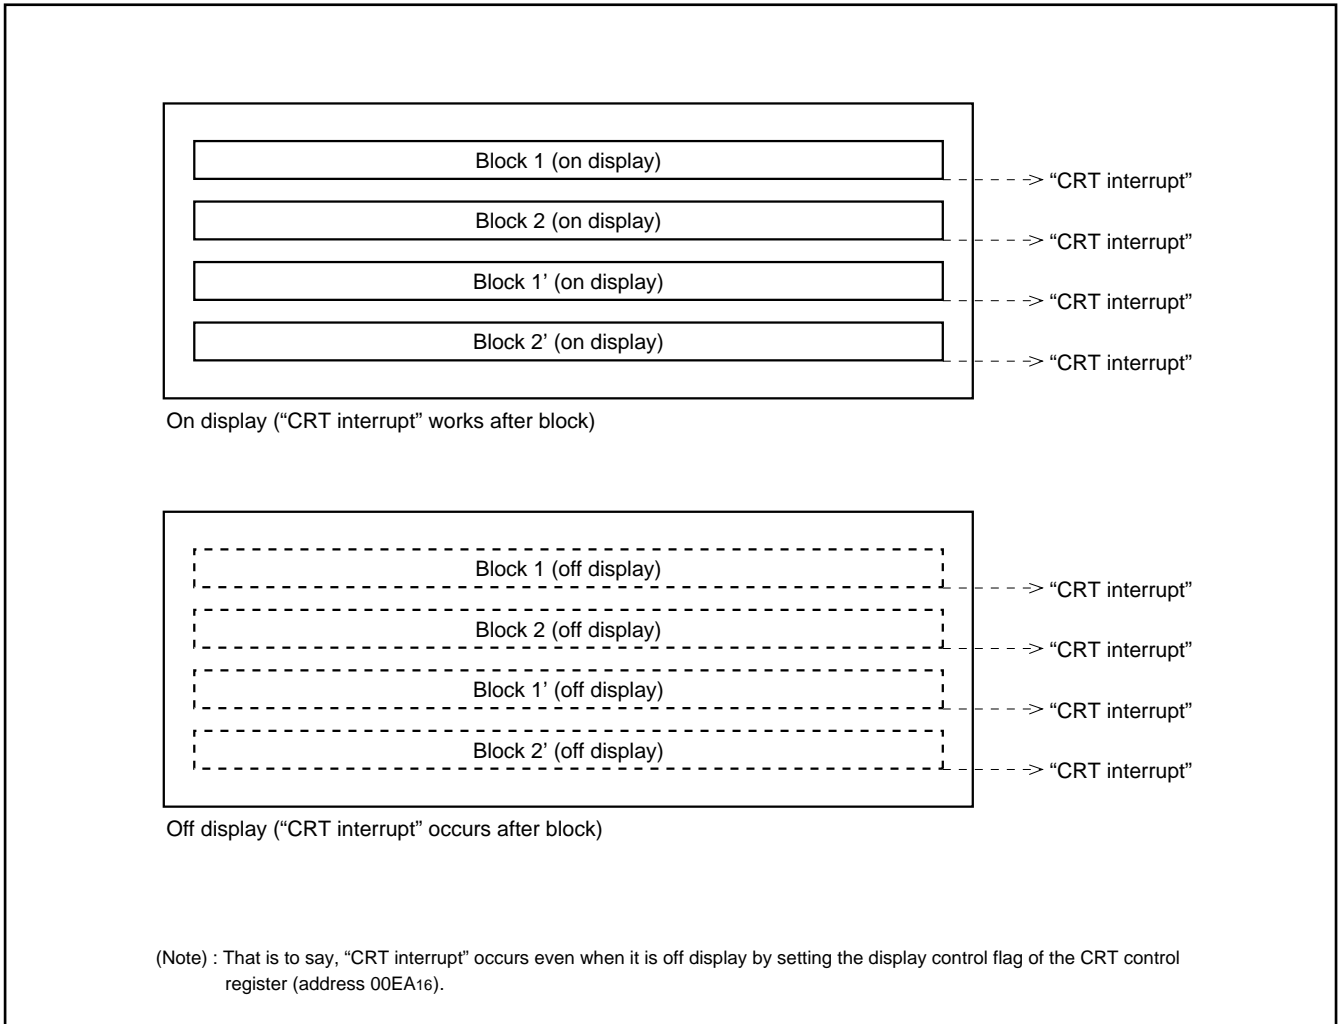 Block 1 (on display)
“CRT interrupt”
Block 2 (on display)
“CRT interrupt”
Block 1’ (on display)
“CRT interrupt”
Block 2’ (on display)
“CRT interrupt”
On display (“CRT interrupt” works after block)
Block 1 (off display)
“CRT interrupt”
Block 2 (off display)
“CRT interrupt”
Block 1’ (off display)
“CRT interrupt”
Block 2’ (off display)
“CRT interrupt”
Off display (“CRT interrupt” occurs after block)
(Note) : That is to say, “CRT interrupt” occurs even when it is off display by setting the display control flag of the CRT control
register (address 00EA16).